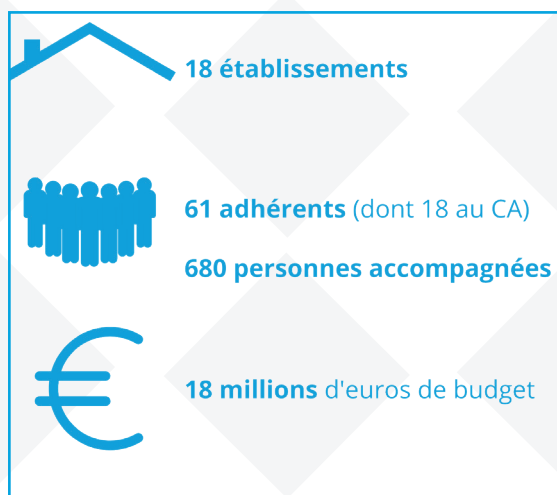 18 établissements
61 adhérents (dont 18 au CA)
680 personnes accompagnées
18 millions d'euros de budget